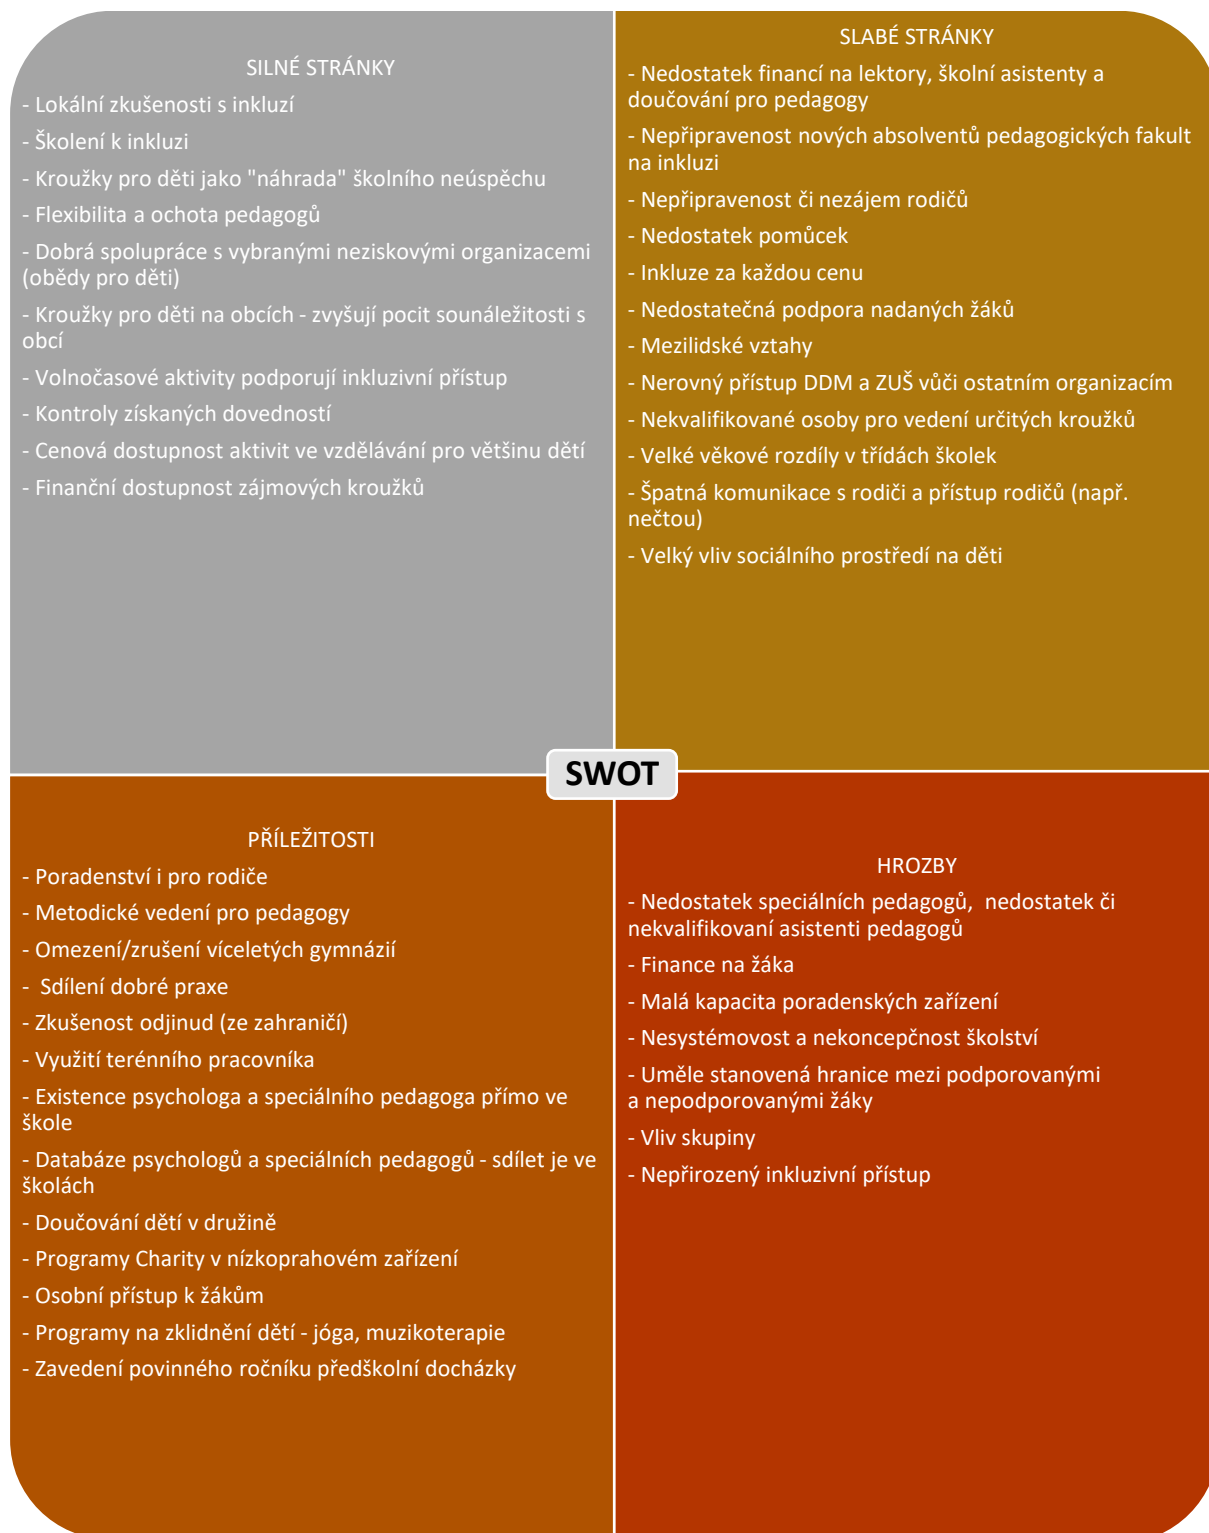 SILNÉ STRÁNKY
- Lokální zkušenosti s inkluzí
- Školení k inkluzi
- Kroužky pro děti jako "náhrada" školního neúspěchu
- Flexibilita a ochota pedagogů
- Dobrá spolupráce s vybranými neziskovými organizacemi
(obědy pro děti)
- Kroužky pro děti na obcích - zvyšují pocit sounáležitosti s
obcí
- Volnočasové aktivity podporují inkluzivní přístup
- Kontroly získaných dovedností
- Cenová dostupnost aktivit ve vzdělávání pro většinu dětí
- Finanční dostupnost zájmových kroužků
SLABÉ STRÁNKY
- Nedostatek financí na lektory, školní asistenty a
doučování pro pedagogy
- Nepřipravenost nových absolventů pedagogických fakult
na inkluzi
- Nepřipravenost či nezájem rodičů
- Nedostatek pomůcek
- Inkluze za každou cenu
- Nedostatečná podpora nadaných žáků
- Mezilidské vztahy
- Nerovný přístup DDM a ZUŠ vůči ostatním organizacím
- Nekvalifikované osoby pro vedení určitých kroužků
- Velké věkové rozdíly v třídách školek
- Špatná komunikace s rodiči a přístup rodičů (např.
nečtou)
- Velký vliv sociálního prostředí na děti
SWOT
PŘÍLEŽITOSTI
- Poradenství i pro rodiče
- Metodické vedení pro pedagogy
- Omezení/zrušení víceletých gymnázií
-  Sdílení dobré praxe
- Zkušenost odjinud (ze zahraničí)
- Využití terénního pracovníka
- Existence psychologa a speciálního pedagoga přímo ve
škole
- Databáze psychologů a speciálních pedagogů - sdílet je ve
školách
- Doučování dětí v družině
- Programy Charity v nízkoprahovém zařízení
- Osobní přístup k žákům
- Programy na zklidnění dětí - jóga, muzikoterapie
- Zavedení povinného ročníku předškolní docházky
HROZBY
- Nedostatek speciálních pedagogů,  nedostatek či
nekvalifikovaní asistenti pedagogů
- Finance na žáka
- Malá kapacita poradenských zařízení
- Nesystémovost a nekoncepčnost školství
- Uměle stanovená hranice mezi podporovanými
a nepodporovanými žáky
- Vliv skupiny
- Nepřirozený inkluzivní přístup